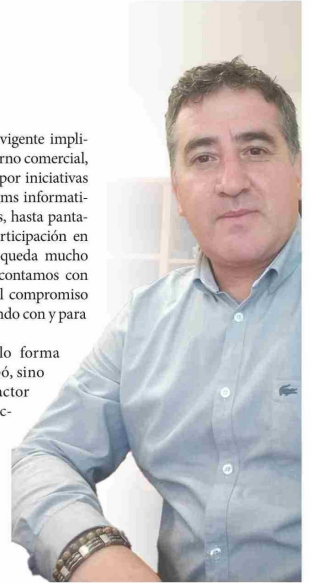 vigente impli-
rno comercial,
por iniciativas
ms informati-
s, hasta panta-
rticipación en
queda mucho
contamos con
l compromiso
ndo con y para
lo forma
ó, sino
actor
c-